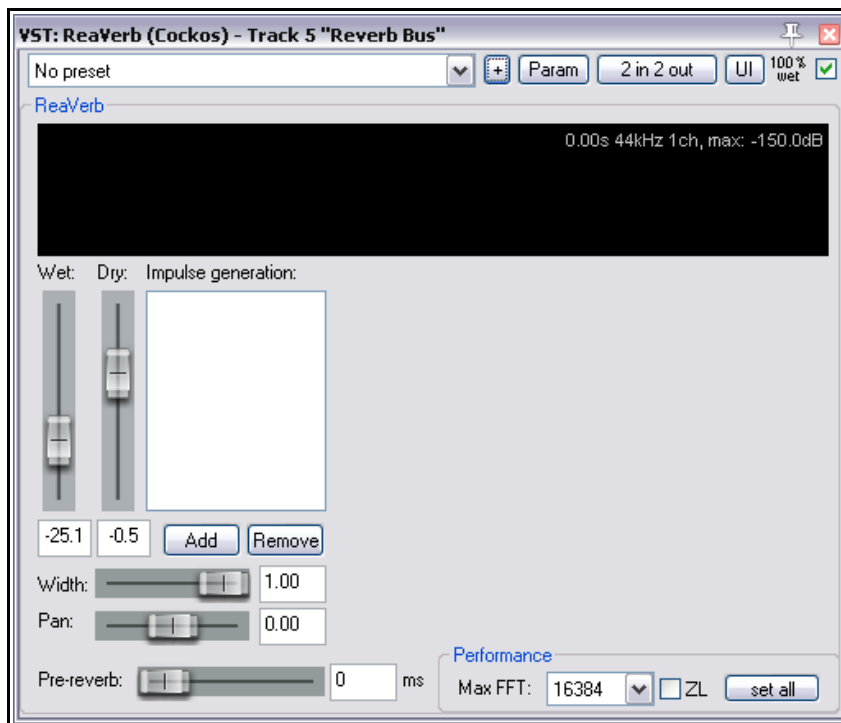 VST: ReaVerb (Cockos) - Track 5 "Reverb Bus"
No preset + Param 2 in 2 out UI 100% wet
ReaVerb
0.00s 44kHz 1ch, max: -150.0dB
Wet: Dry: Impulse generation:
-25.1 -0.5 Add Remove
Width: 1.00
Pan: 0.00
Pre-reverb: 0 ms
Performance
Max FFT: 16384 ZL set all